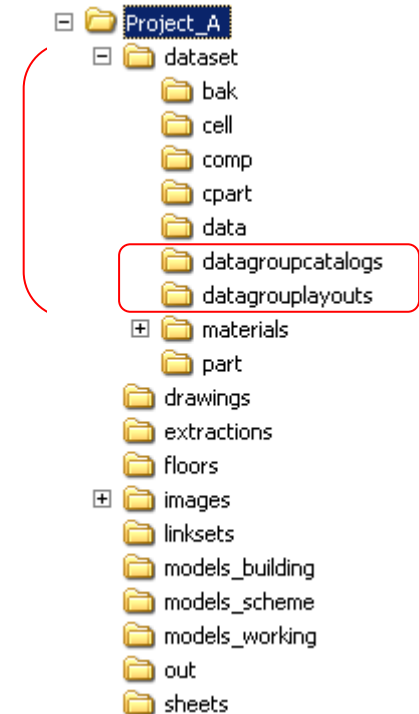 Project_A
dataset
bak
cell
comp
cpart
data
datagroupcatalogs
datagrouplayouts
materials
part
drawings
extractions
floors
images
linksets
models_building
models_scheme
models_working
out
sheets